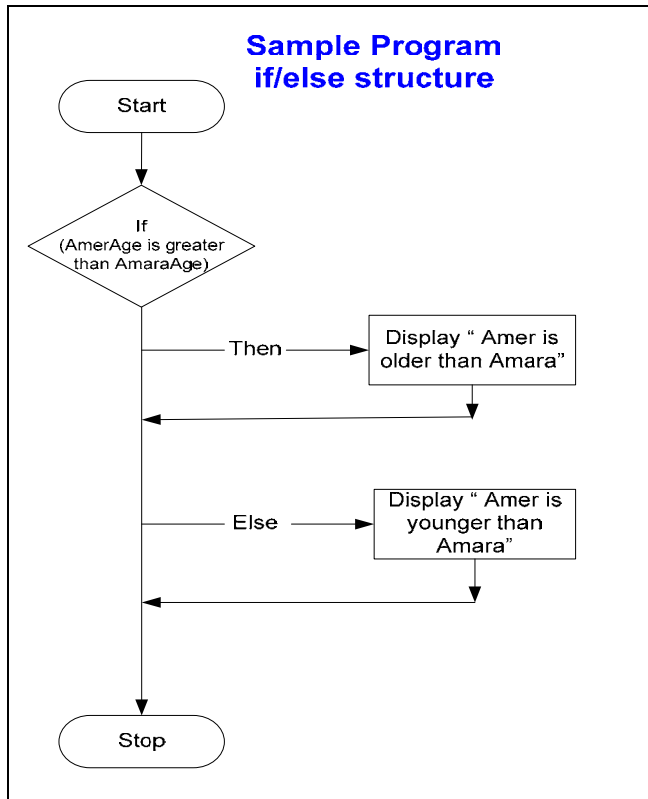 Sample Program
if/else structure
Start
If
(AmerAge is greater
than AmaraAge)
Then
Display “ Amer is
older than Amara”
Else
Display “ Amer is
younger than
Amara”
Stop